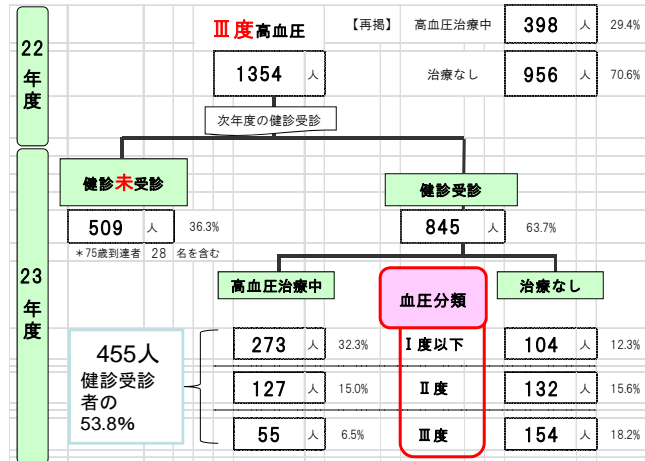 22年度
Ⅲ度高血圧
【再掲】 高血圧治療中 398 人 29.4%
1354 人
治療なし 956 人 70.6%
次年度の健診受診
23年度
健診未受診
健診受診
509 人 36.3%
845 人 63.7%
*75歳到達者 28 名を含む
高血圧治療中
血圧分類
治療なし
455人
健診受診
者の
53.8%
273 人 32.3% Ⅰ度以下 104 人 12.3%
127 人 15.0% Ⅱ度 132 人 15.6%
55 人 6.5% Ⅲ度 154 人 18.2%